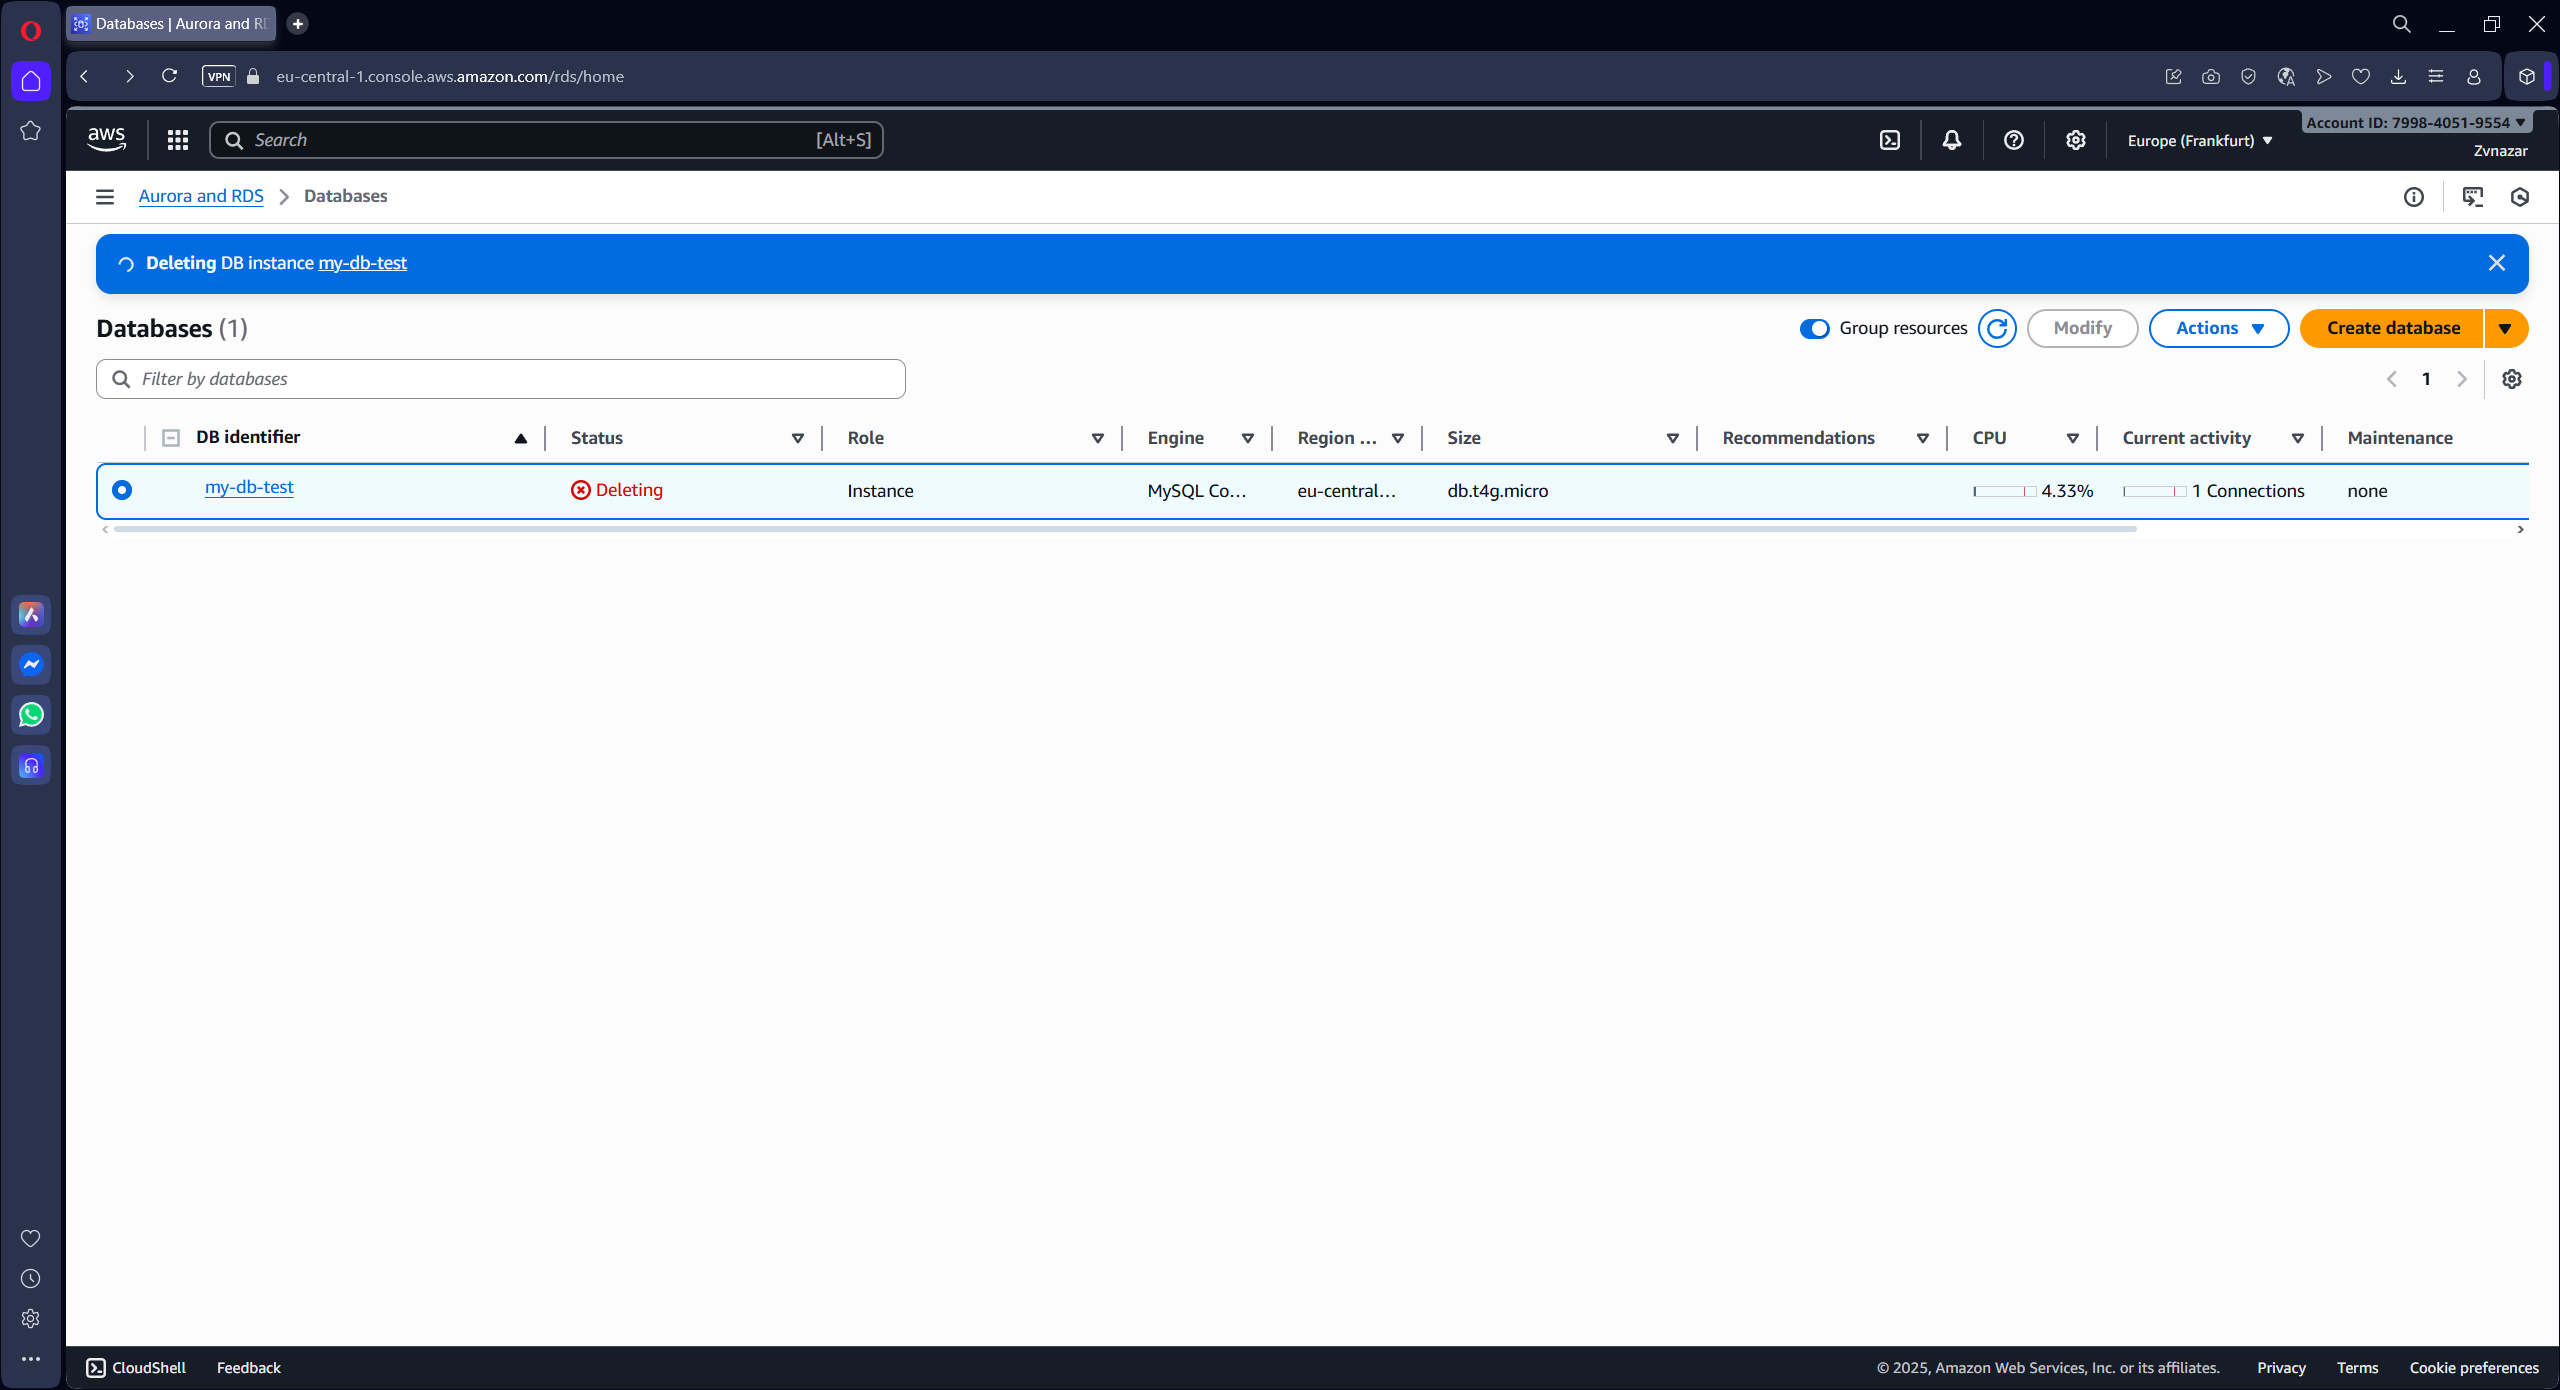 Databases | Aurora and RD
VPN
eu-central-1.console.aws.amazon.com/rds/home
aws
Search
[Alt+S]
Europe (Frankfurt)
Account ID: 7998-4051-9554
Zvnazar
Aurora and RDS
Databases
Deleting DB instance my-db-test
Databases (1)
Group resources
Modify
Actions
Create database
Filter by databases
1
DB identifier
Status
Role
Engine
Region ...
Size
Recommendations
CPU
Current activity
Maintenance
my-db-test
Deleting
Instance
MySQL Co...
eu-central...
db.t4g.micro
4.33%
1 Connections
none
CloudShell
Feedback
© 2025, Amazon Web Services, Inc. or its affiliates.
Privacy
Terms
Cookie preferences